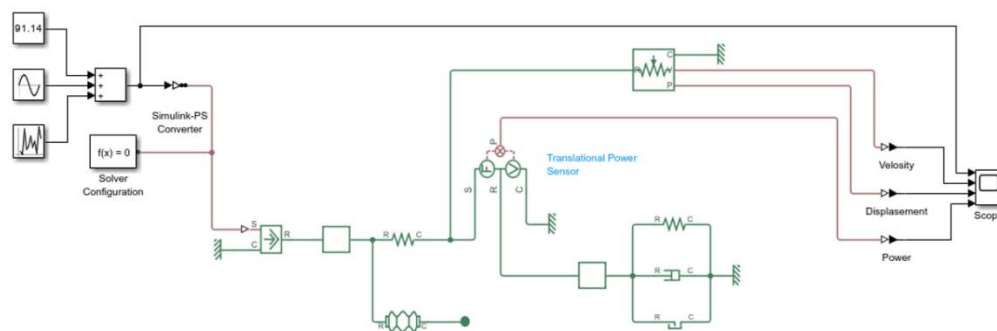 91.14
+
+
+
Simulink-PS
Converter
f(x) = 0
Solver
Configuration
S
C
R
R
C
R
C
C
R
V
P
P
F
V
S
R
C
Translational Power
Sensor
R
C
R
C
R
C
Velosity
Displasement
Power
Scop